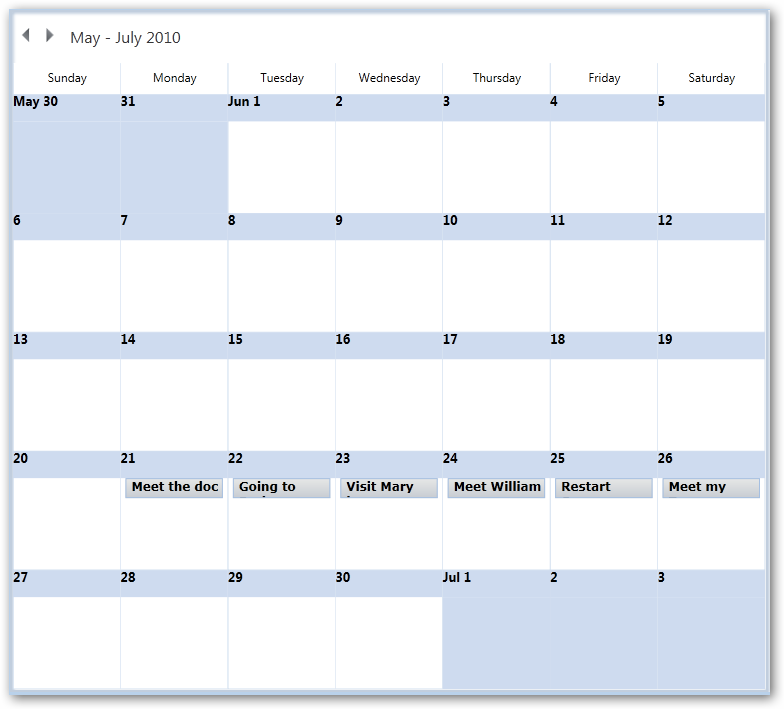 May - July 2010
Sunday Monday Tuesday Wednesday Thursday Friday Saturday
May 30 31 Jun 1 2 3 4 5
6 7 8 9 10 11 12
13 14 15 16 17 18 19
20 21 22 23 24 25 26
Meet the doc Going to Visit Mary Meet William Restart Meet my
27 28 29 30 Jul 1 2 3